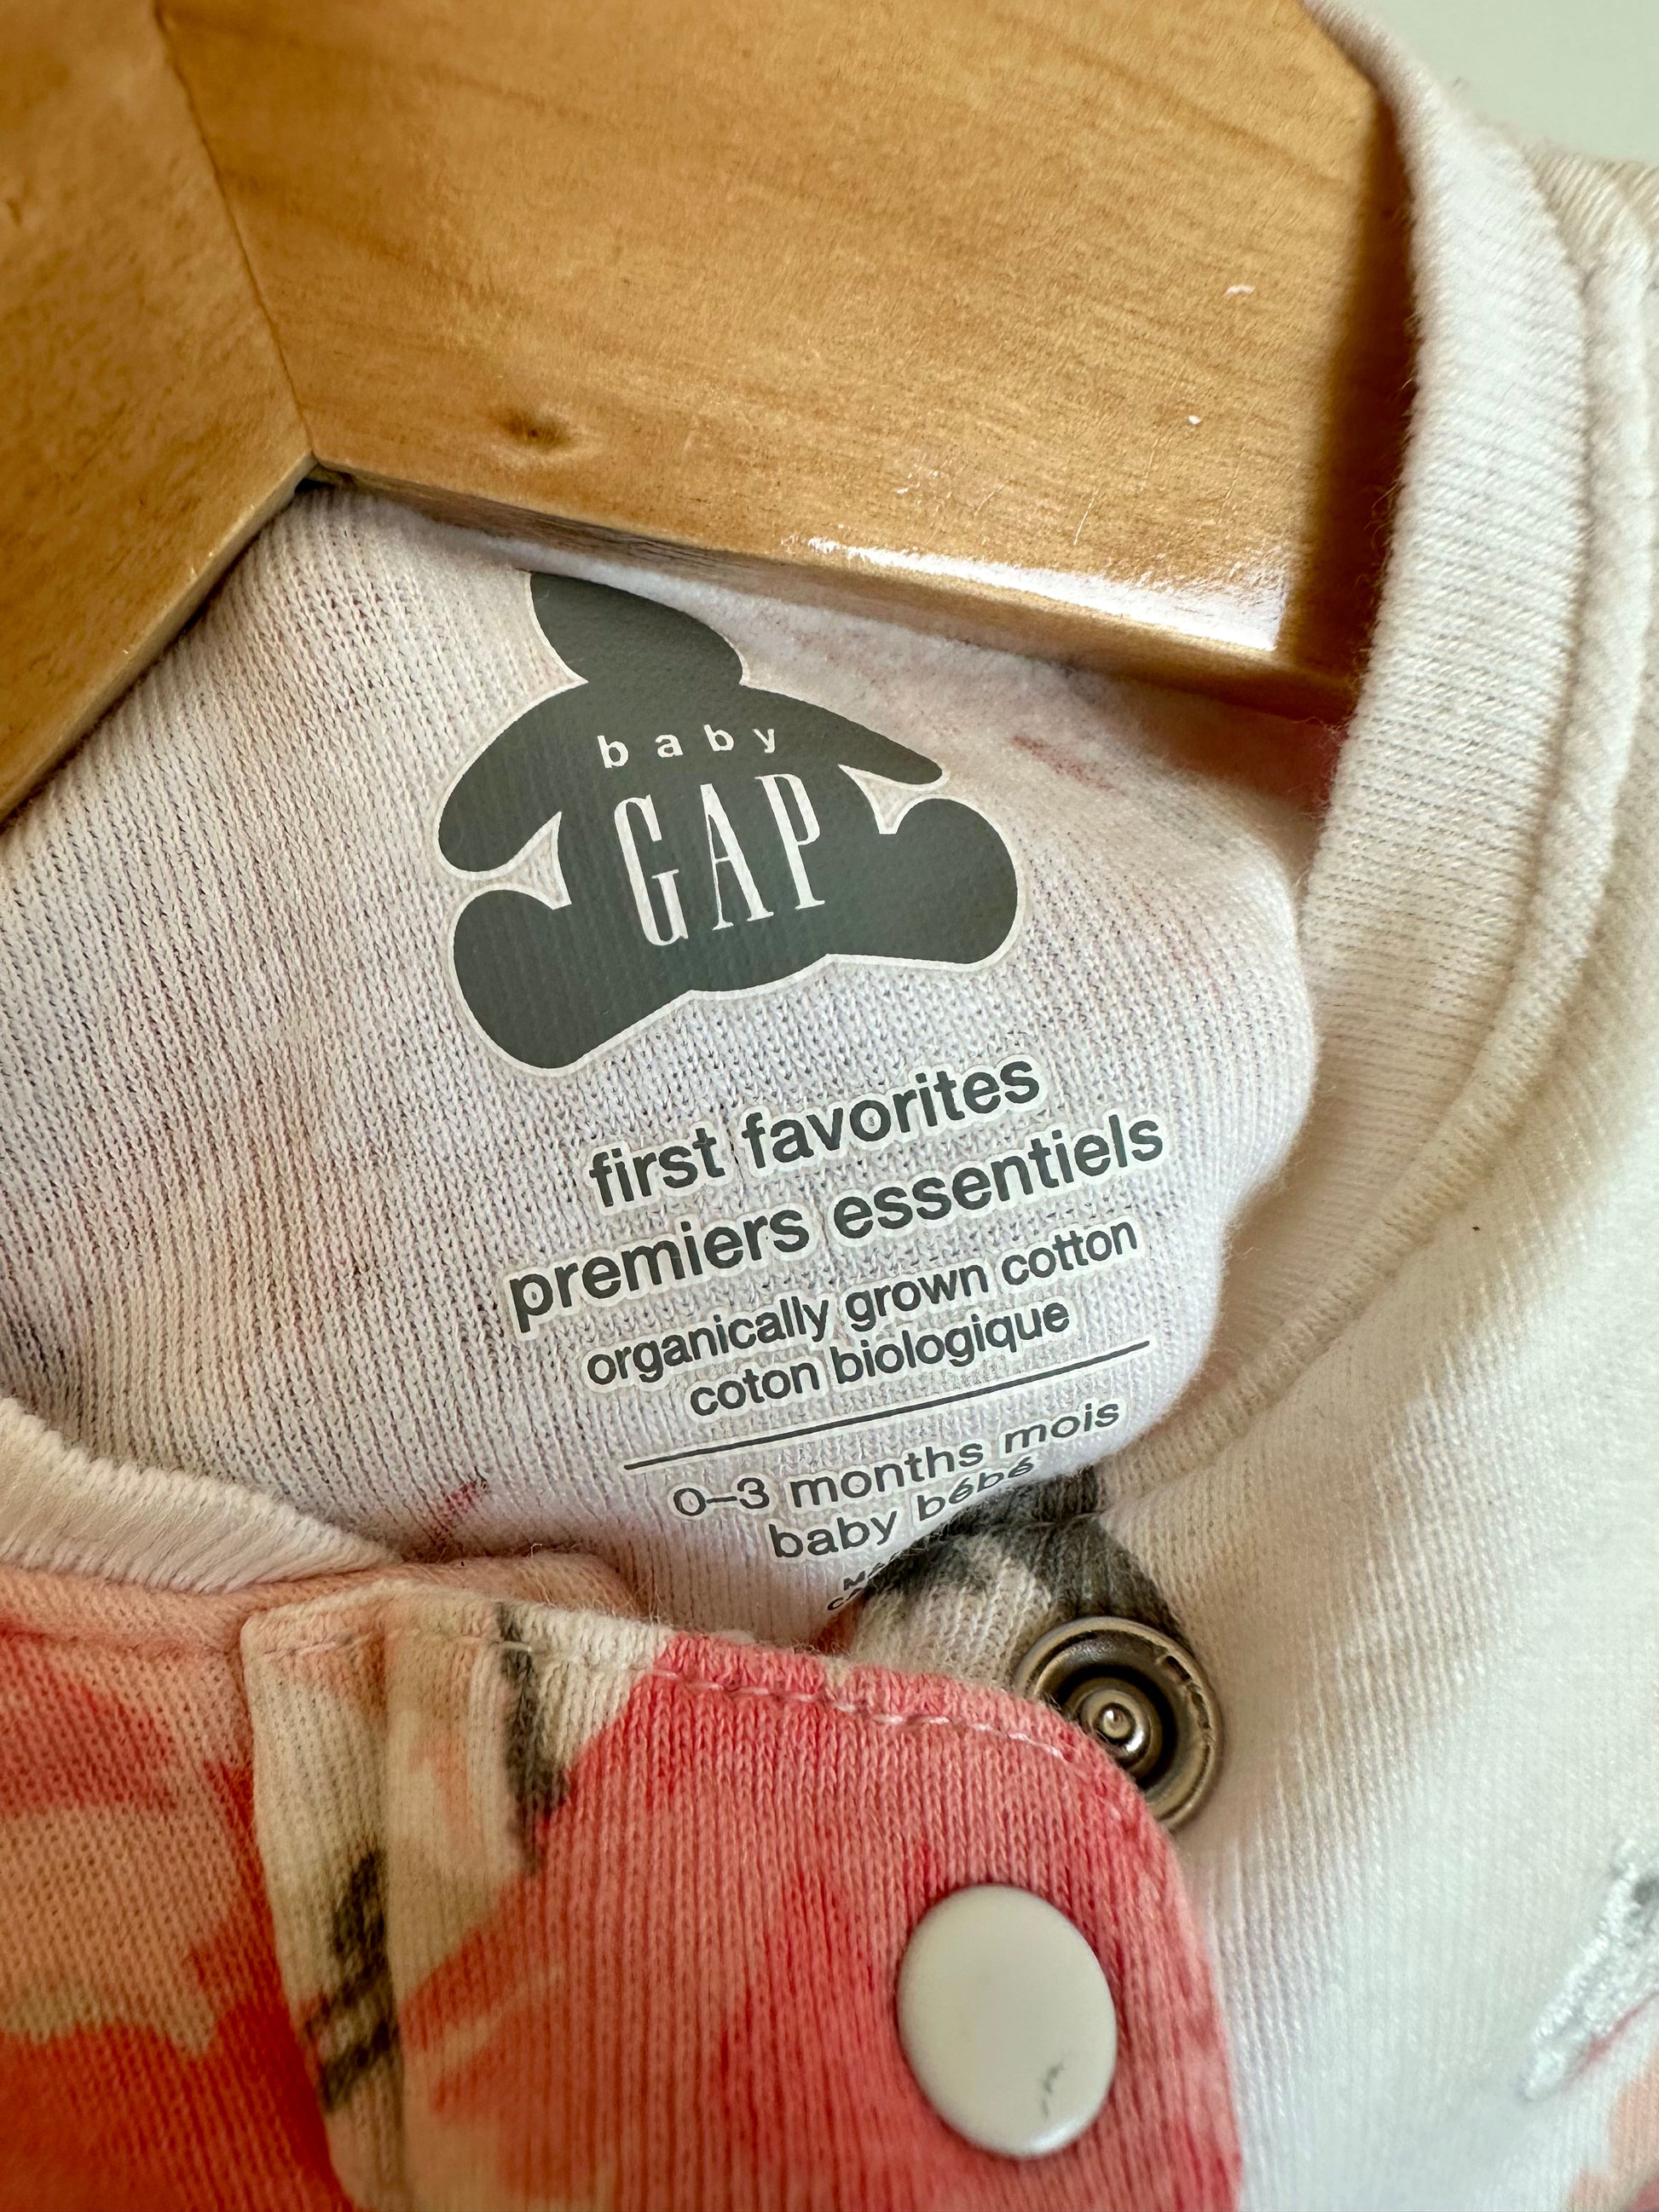 baby
GAP
first favorites
premiers essentiels
organically grown cotton
coton biologique
0–3 months mois
baby bébé